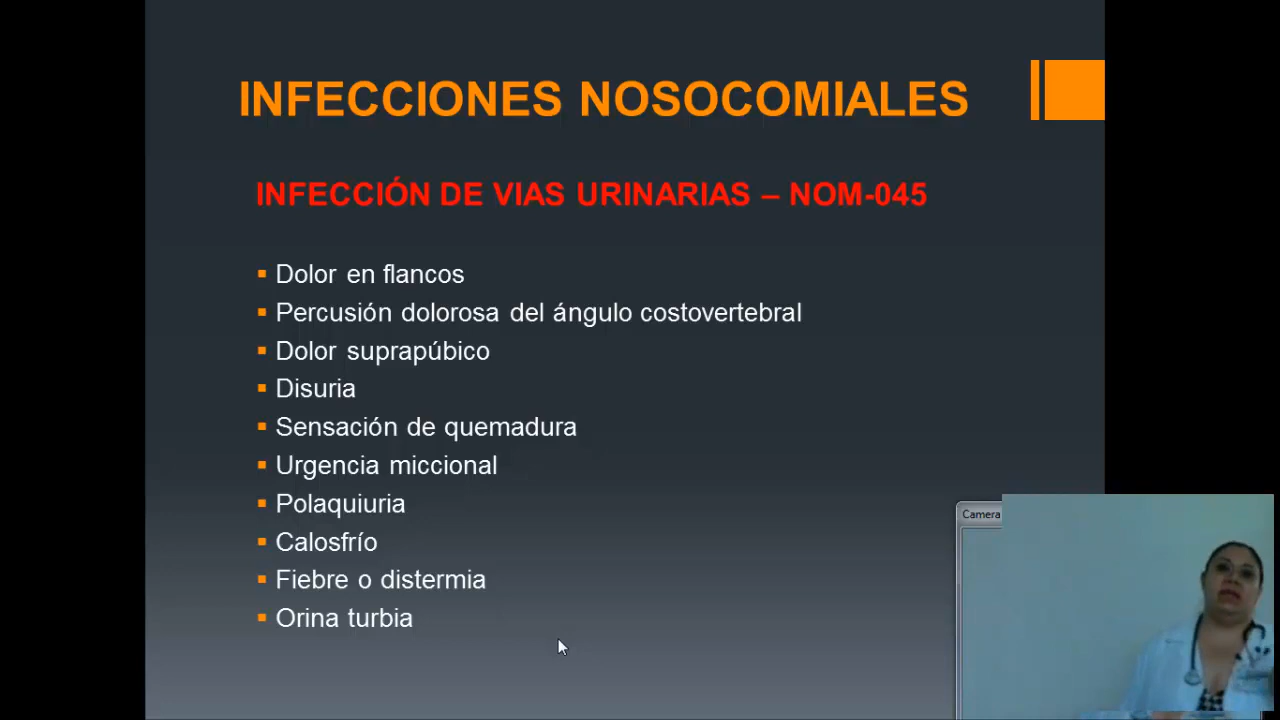 INFECCIONES NOSOCOMIALES
INFECCIÓN DE VIAS URINARIAS – NOM-045
Dolor en flancos
Percusión dolorosa del ángulo costovertebral
Dolor suprapúbico
Disuria
Sensación de quemadura
Urgencia miccional
Polaquiuria
Calosfrío
Fiebre o distermia
Orina turbia
Camera